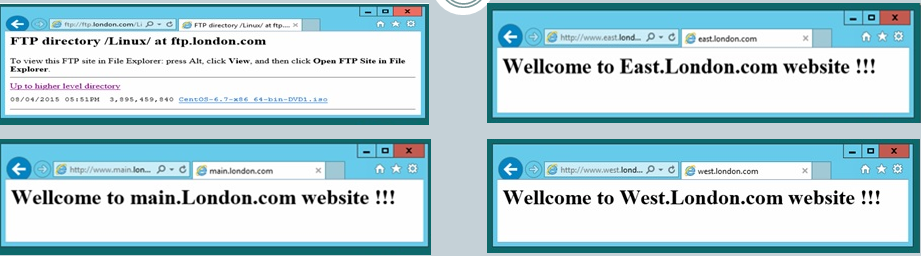 ftp://ftp.london.com/Li
FTP directory /Linux/ at ftp....
FTP directory /Linux/ at ftp.london.com
To view this FTP site in File Explorer: press Alt, click View, and then click Open FTP Site in File
Explorer.
Up to higher level directory
08/04/2015 05:51PM 3,895,459,840 CentOS-6.7-x86_64-bin-DVD1.iso
http://www.east.lond...
east.london.com
Wellcome to East.London.com website !!!
http://www.main.lon...
main.london.com
Wellcome to main.London.com website !!!
http://www.west.lond...
west.london.com
Wellcome to West.London.com website !!!